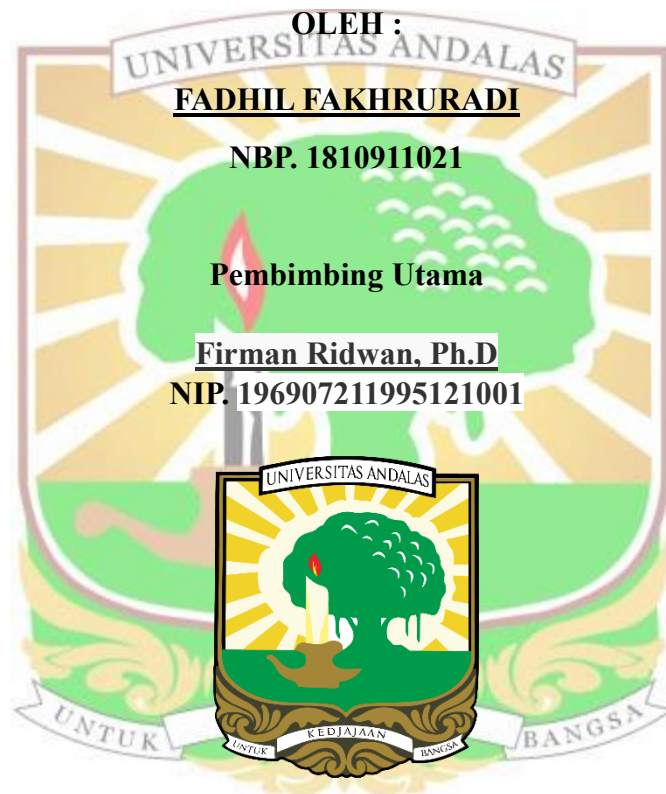 OLEH :
UNIVERSITAS ANDALAS
FADHIL FAKHRURADI
NBP. 1810911021
Pembimbing Utama
Firman Ridwan, Ph.D
NIP. 196907211995121001
UNIVERSITAS ANDALAS
UNTUK KEDJAJAAN BANGSA
UNTUK BANGSA